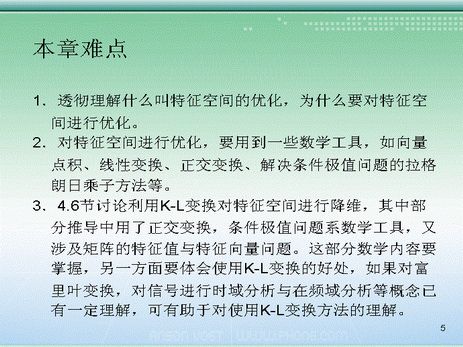 本章难点
1．透彻理解什么叫特征空间的优化，为什么要对特征空
间进行优化。
2．对特征空间进行优化，要用到一些数学工具，如向量
点积、线性变换、正交变换、解决条件极值问题的拉格
朗日乘子方法等。
3．4.6节讨论利用K-L变换对特征空间进行降维，其中部
分推导中用了正交变换，条件极值问题系数学工具，又
涉及矩阵的特征值与特征向量问题。这部分数学内容要
掌握，另一方面要体会使用K-L变换的好处，如果对富
里叶变换，对信号进行时域分析与在频域分析等概念已
有一定理解，可有助于对使用K-L变换方法的理解。
5